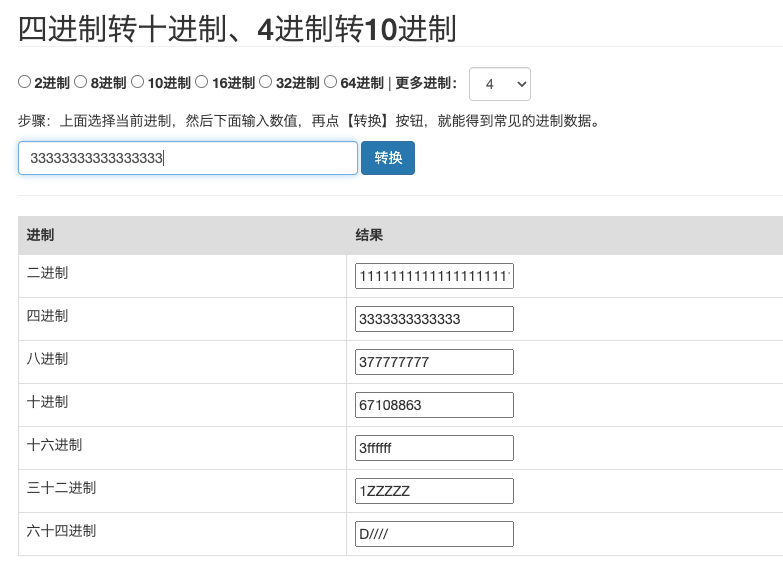 四进制转十进制、4进制转10进制
2进制 8进制 10进制 16进制 32进制 64进制 | 更多进制： 4
步骤：上面选择当前进制，然后下面输入数值，再点【转换】按钮，就能得到常见的进制数据。
33333333333333333 转换
进制 结果
二进制 11111111111111111111
四进制 3333333333333
八进制 377777777
十进制 67108863
十六进制 3ffffff
三十二进制 1ZZZZZ
六十四进制 D////